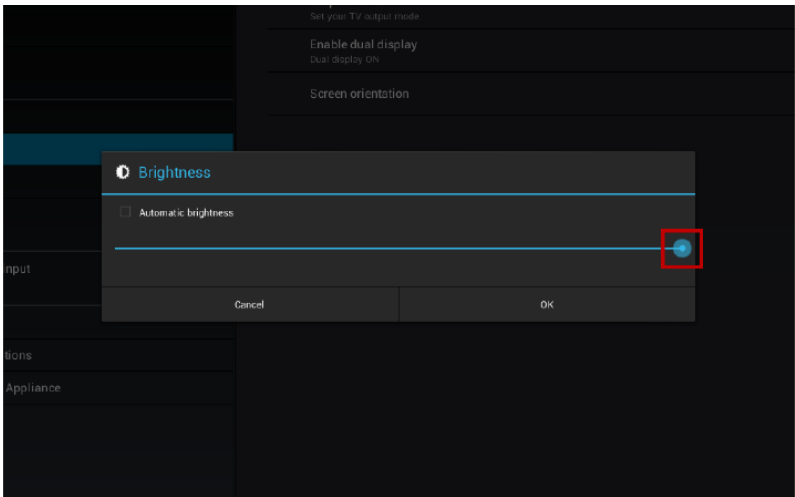 Set your TV output mode
Enable dual display
Dual display ON
Screen orientation
Brightness
Automatic brightness
input
Cancel
OK
tions
Appliance